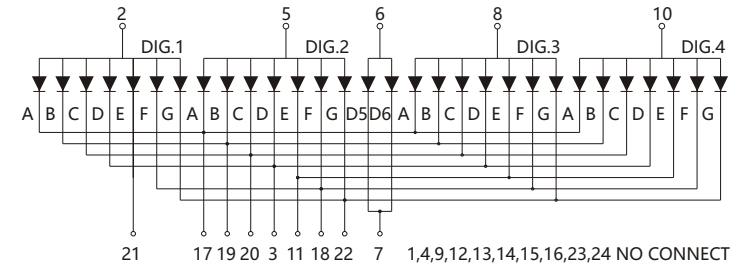 2 5 6 8 10
DIG.1 DIG.2 DIG.3 DIG.4
A B C D E F G A B C D E F G D5 D6 A B C D E F G A B C D E F G
21 17 19 20 3 11 18 22 7 1,4,9,12,13,14,15,16,23,24 NO CONNECT